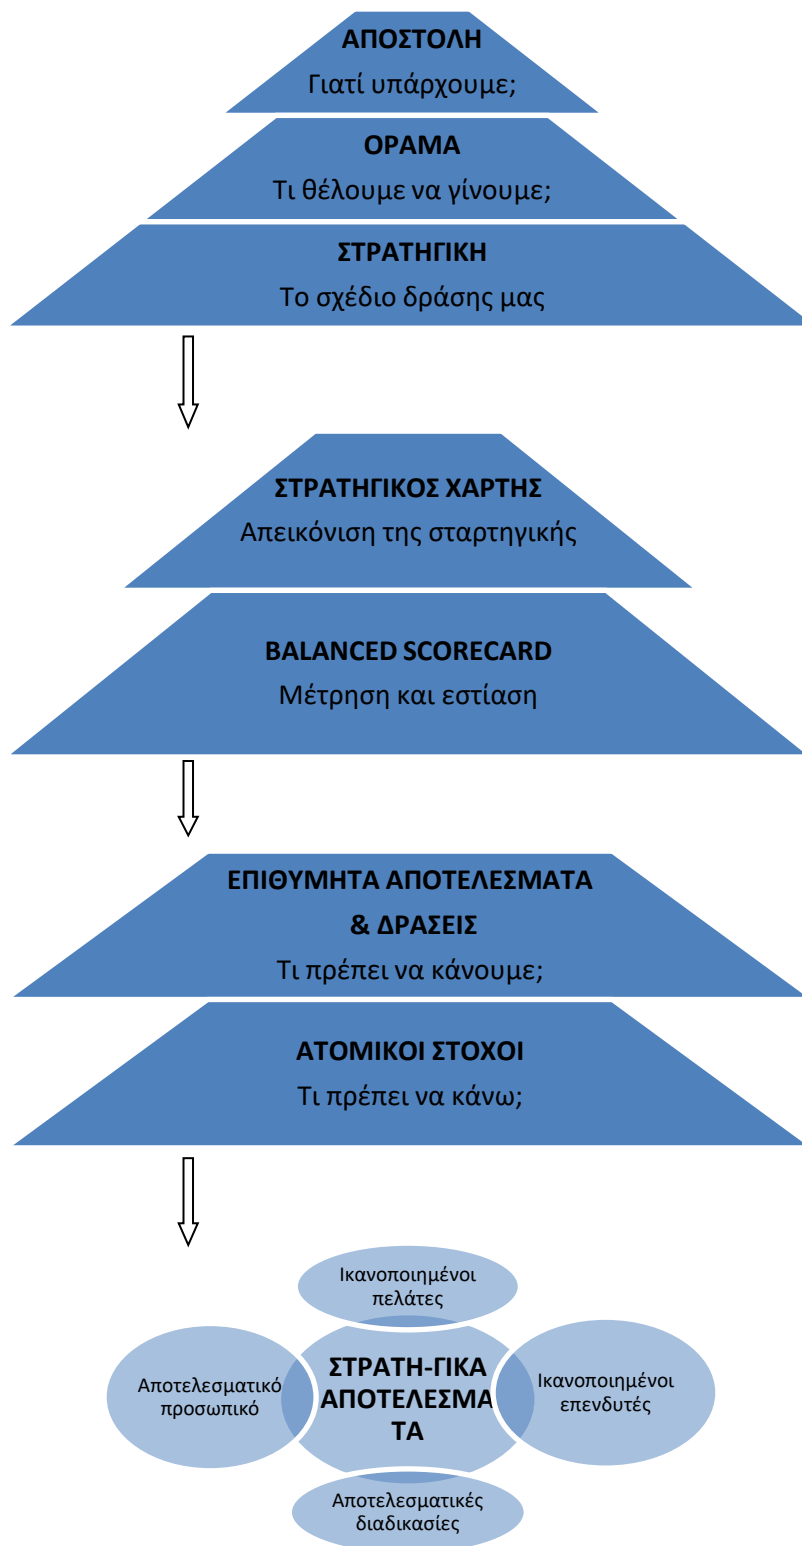 ΑΠΟΣΤΟΛΗ
Γιατί υπάρχουμε;
ΟΡΑΜΑ
Τι θέλουμε να γίνουμε;
ΣΤΡΑΤΗΓΙΚΗ
Το σχέδιο δράσης μας
ΣΤΡΑΤΗΓΙΚΟΣ ΧΑΡΤΗΣ
Απεικόνιση της σταρτηγικής
BALANCED SCORECARD
Μέτρηση και εστίαση
ΕΠΙΘΥΜΗΤΑ ΑΠΟΤΕΛΕΣΜΑΤΑ
& ΔΡΑΣΕΙΣ
Τι πρέπει να κάνουμε;
ΑΤΟΜΙΚΟΙ ΣΤΟΧΟΙ
Τι πρέπει να κάνω;
Ικανοποιημένοι
πελάτες
Αποτελεσματικό
προσωπικό
ΣΤΡΑΤΗ-ΓΙΚΑ
ΑΠΟΤΕΛΕΣΜΑ
ΤΑ
Ικανοποιημένοι
επενδυτές
Αποτελεσματικές
διαδικασίες